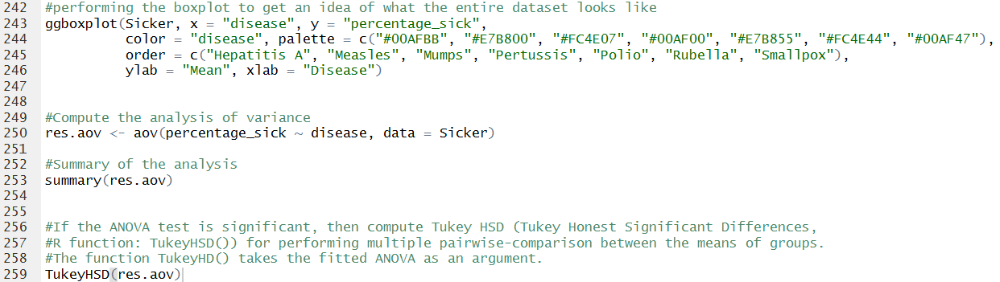 242 #performing the boxplot to get an idea of what the entire dataset looks like
243 ggboxplot(Sicker, x = "disease", y = "percentage_sick",
244           color = "disease", palette = c("#00AFBB", "#E7B800", "#FC4E07", "#00AF00", "#E7B855", "#FC4E44", "#00AF47"),
245           order = c("Hepatitis A", "Measles", "Mumps", "Pertussis", "Polio", "Rubella", "Smallpox"),
246           ylab = "Mean", xlab = "Disease")
247
248
249 #Compute the analysis of variance
250 res.aov <- aov(percentage_sick ~ disease, data = Sicker)
251
252 #Summary of the analysis
253 summary(res.aov)
254
255
256 #If the ANOVA test is significant, then compute Tukey HSD (Tukey Honest Significant Differences,
257 #R function: TukeyHSD()) for performing multiple pairwise-comparison between the means of groups.
258 #The function TukeyHD() takes the fitted ANOVA as an argument.
259 TukeyHSD(res.aov)